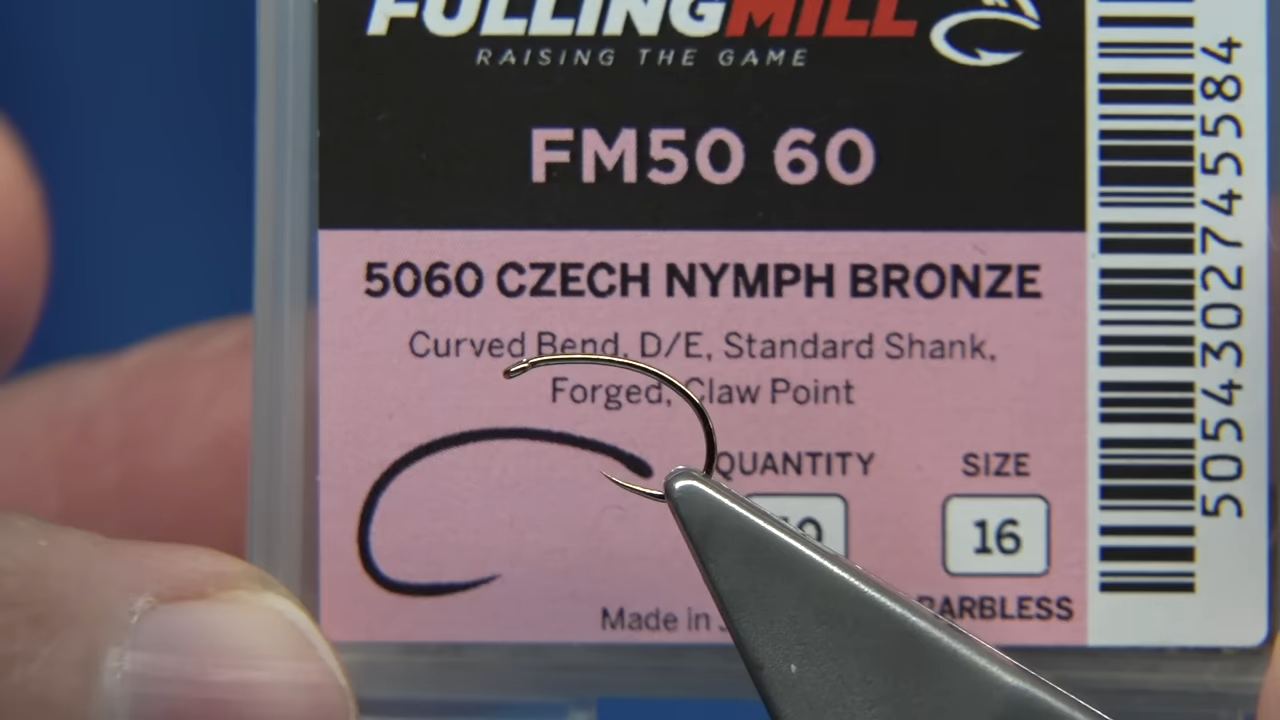 FULLINGMILL
RAISING THE GAME
FM50 60
5060 CZECH NYMPH BRONZE
Curved Bend, D/E, Standard Shank,
Forged, Claw Point
QUANTITY
SIZE
16
Made in
BARBLESS
5054302745584